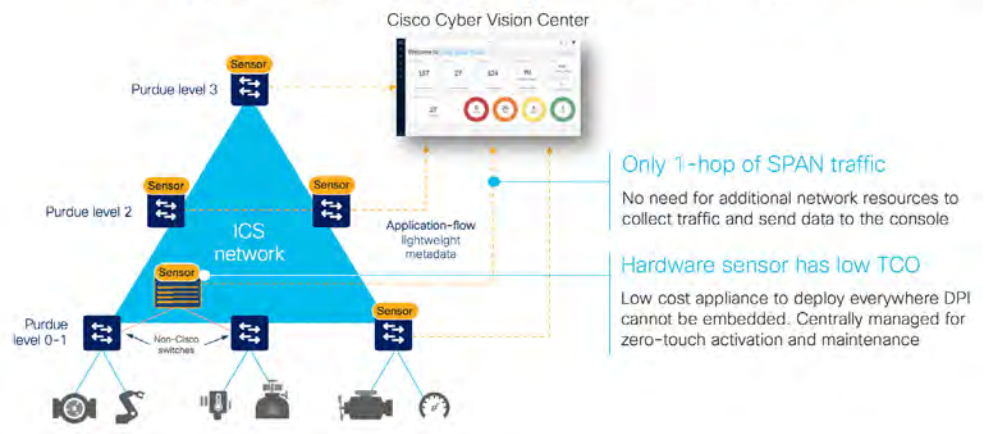 Cisco Cyber Vision Center
Sensor
Purdue level 3
Welcome to
27
Sensor
Sensor
Purdue level 2
ICS
network
Application-flow
lightweight
metadata
Only 1-hop of SPAN traffic
No need for additional network resources to
collect traffic and send data to the console
Sensor
Hardware sensor has low TCO
Low cost appliance to deploy everywhere DPI
cannot be embedded. Centrally managed for
zero-touch activation and maintenance
Sensor
Purdue
level 0-1
Non-Cisco
switches